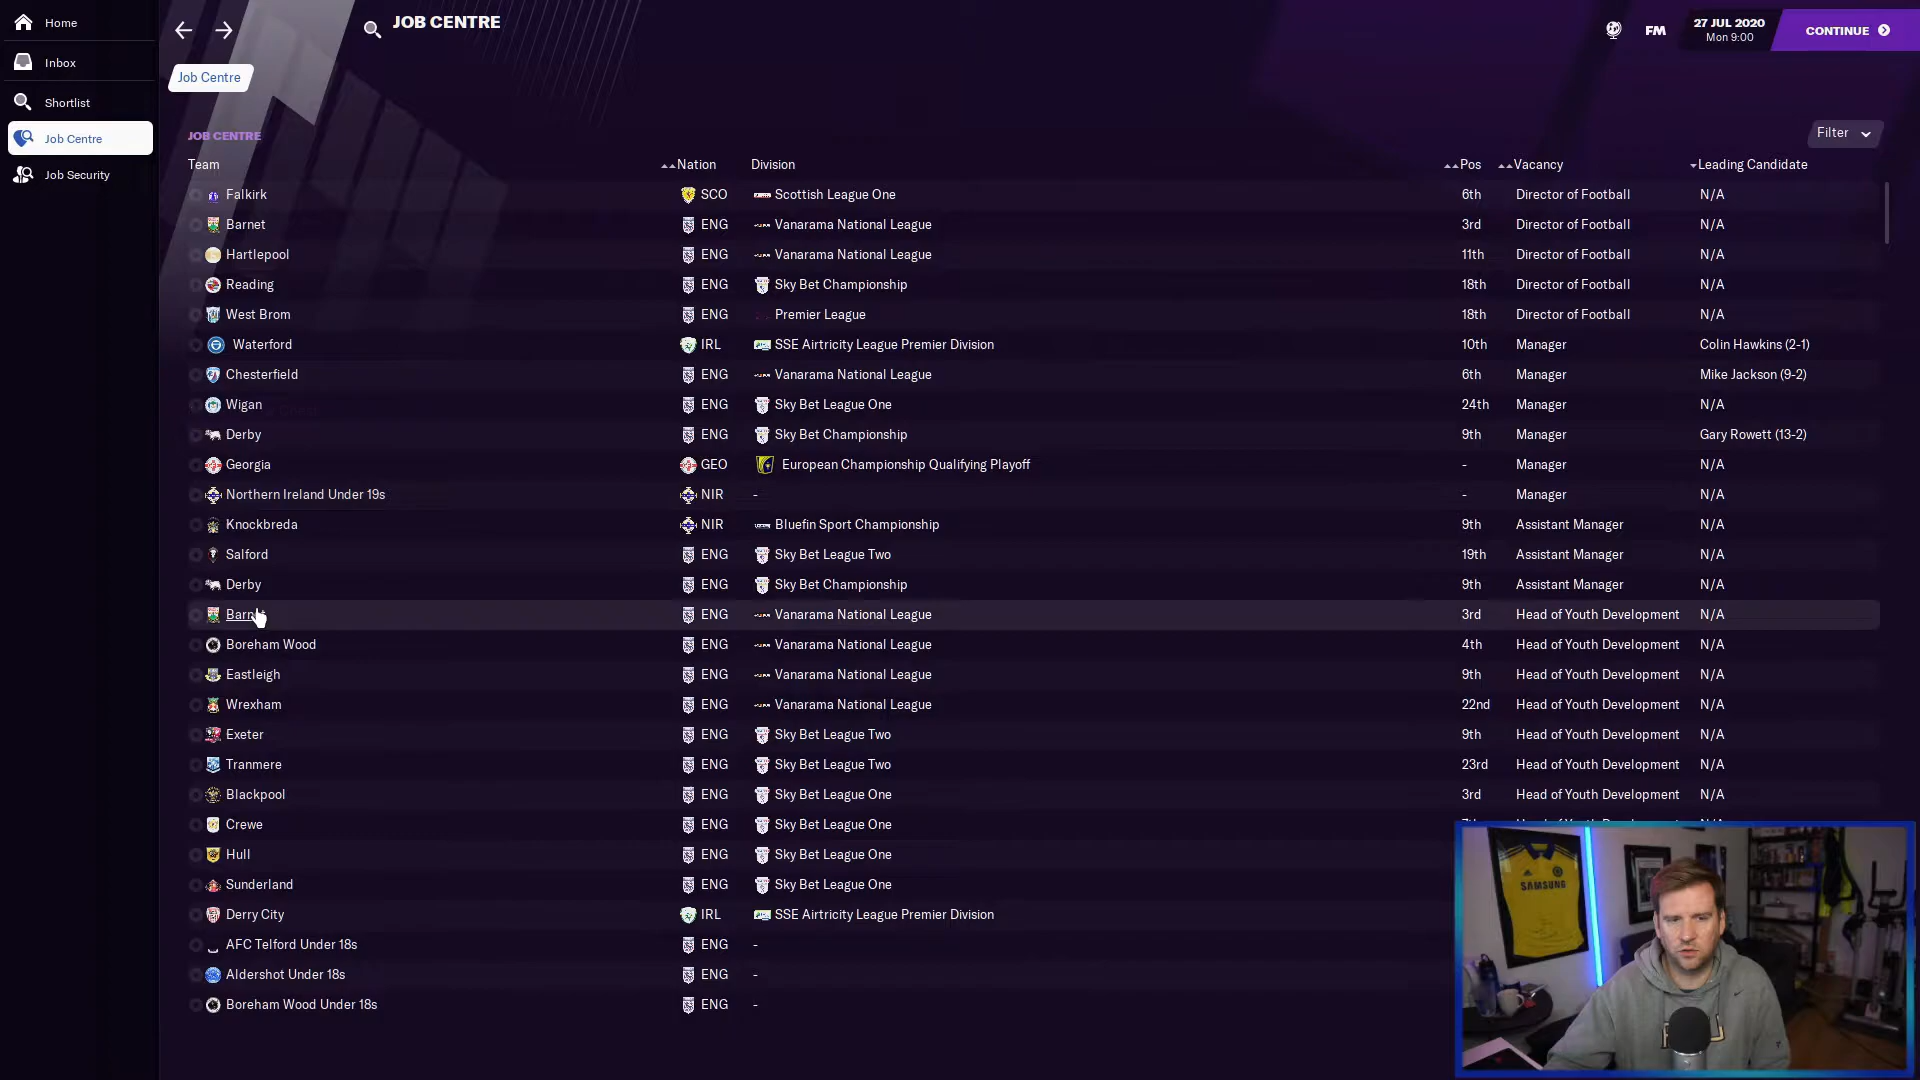 Home
Inbox
Shortlist
Job Centre
Job Security
JOB CENTRE
FM
27 JUL 2020
Mon 9:00
CONTINUE
Job Centre
JOB CENTRE
Filter
Team Nation Division Pos Vacancy Leading Candidate
Falkirk SCO Scottish League One 6th Director of Football N/A
Barnet ENG Vanarama National League 3rd Director of Football N/A
Hartlepool ENG Vanarama National League 11th Director of Football N/A
Reading ENG Sky Bet Championship 18th Director of Football N/A
West Brom ENG Premier League 18th Director of Football N/A
Waterford IRL SSE Airtricity League Premier Division 10th Manager Colin Hawkins (2-1)
Chesterfield ENG Vanarama National League 6th Manager Mike Jackson (9-2)
Wigan ENG Sky Bet League One 24th Manager N/A
Derby ENG Sky Bet Championship 9th Manager Gary Rowett (13-2)
Georgia GEO European Championship Qualifying Playoff - Manager N/A
Northern Ireland Under 19s NIR - - Manager N/A
Knockbreda NIR Bluefin Sport Championship 9th Assistant Manager N/A
Salford ENG Sky Bet League Two 19th Assistant Manager N/A
Derby ENG Sky Bet Championship 9th Assistant Manager N/A
Barnet ENG Vanarama National League 3rd Head of Youth Development N/A
Boreham Wood ENG Vanarama National League 4th Head of Youth Development N/A
Eastleigh ENG Vanarama National League 9th Head of Youth Development N/A
Wrexham ENG Vanarama National League 22nd Head of Youth Development N/A
Exeter ENG Sky Bet League Two 9th Head of Youth Development N/A
Tranmere ENG Sky Bet League Two 23rd Head of Youth Development N/A
Blackpool ENG Sky Bet League One 3rd Head of Youth Development N/A
Crewe ENG Sky Bet League One
Hull ENG Sky Bet League One
Sunderland ENG Sky Bet League One
Derry City IRL SSE Airtricity League Premier Division
AFC Telford Under 18s ENG -
Aldershot Under 18s ENG -
Boreham Wood Under 18s ENG -
SAMSUNG